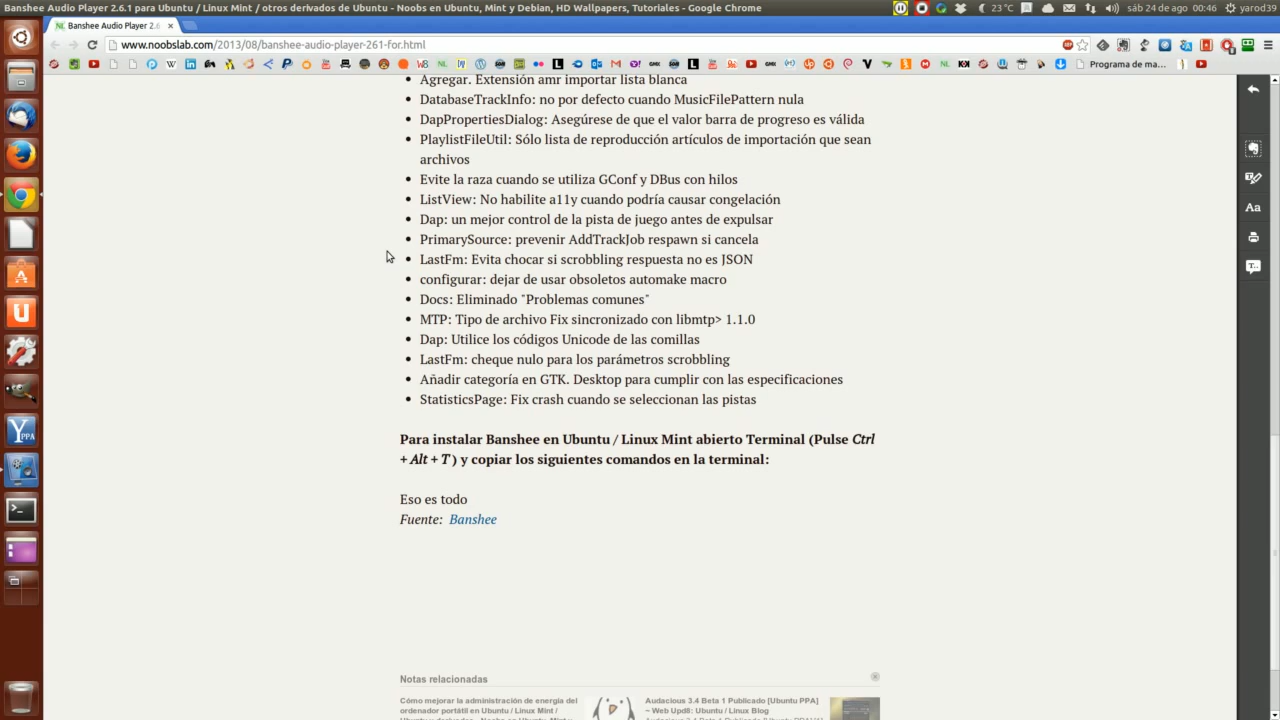 Banshee Audio Player 2.6.1 para Ubuntu / Linux Mint / otros derivados de Ubuntu - Noobs en Ubuntu, Mint y Debian, HD Wallpapers, Tutoriales - Google Chrome
23 °C
sáb 24 de ago
00:46
yarod39
Banshee Audio Player 2.6
www.noobslab.com/2013/08/banshee-audio-player-261-for.html
Programa de ma...
Agregar. Extensión amr importar lista blanca
DatabaseTrackInfo: no por defecto cuando MusicFilePattern nula
DapPropertiesDialog: Asegúrese de que el valor barra de progreso es válida
PlaylistFileUtil: Sólo lista de reproducción artículos de importación que sean
archivos
Evite la raza cuando se utiliza GConf y DBus con hilos
ListView: No habilite a11y cuando podría causar congelación
Dap: un mejor control de la pista de juego antes de expulsar
PrimarySource: prevenir AddTrackJob respawn si cancela
LastFm: Evita chocar si scrobbling respuesta no es JSON
configurar: dejar de usar obsoletos automake macro
Docs: Eliminado "Problemas comunes"
MTP: Tipo de archivo Fix sincronizado con libmtp> 1.1.0
Dap: Utilice los códigos Unicode de las comillas
LastFm: cheque nulo para los parámetros scrobbling
Añadir categoría en GTK. Desktop para cumplir con las especificaciones
StatisticsPage: Fix crash cuando se seleccionan las pistas
Para instalar Banshee en Ubuntu / Linux Mint abierto Terminal (Pulse Ctrl
+ Alt + T ) y copiar los siguientes comandos en la terminal:
Eso es todo
Fuente: Banshee
Aa
Notas relacionadas
Cómo mejorar la administración de energía del
ordenador portátil en Ubuntu / Linux Mint /
Audacious 3.4 Beta 1 Publicado [Ubuntu PPA]
~ Web Upd8: Ubuntu / Linux Blog